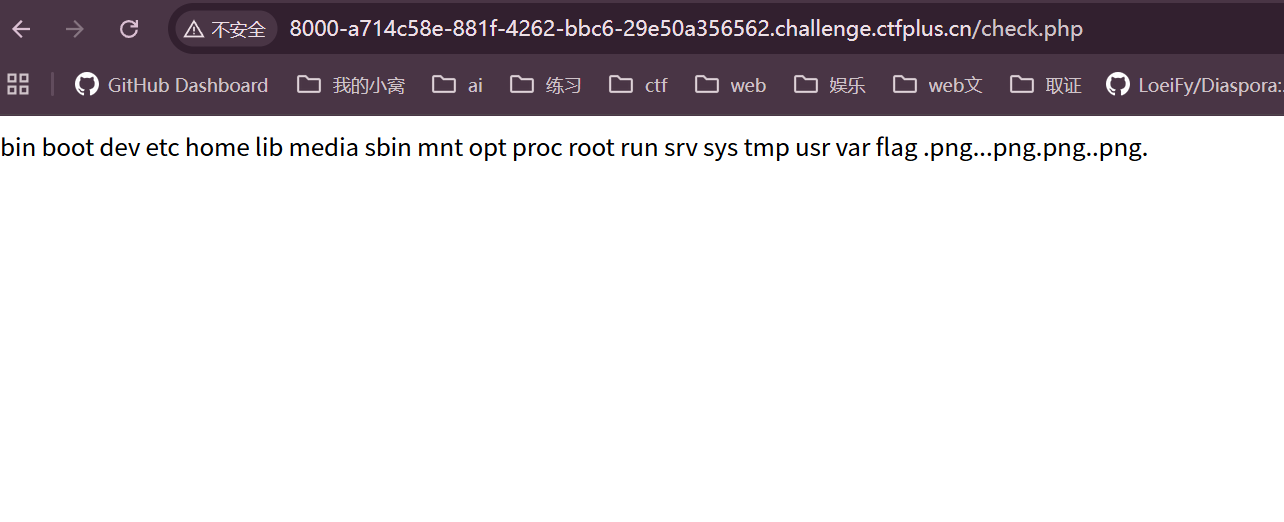 不安全 8000-a714c58e-881f-4262-bbc6-29e50a356562.challenge.ctfplus.cn/check.php
GitHub Dashboard 我的小窝 ai 练习 ctf web 娱乐 web文 取证 LoeiFy/Diaspora:
bin boot dev etc home lib media sbin mnt opt proc root run srv sys tmp usr var flag .png...png.png..png.